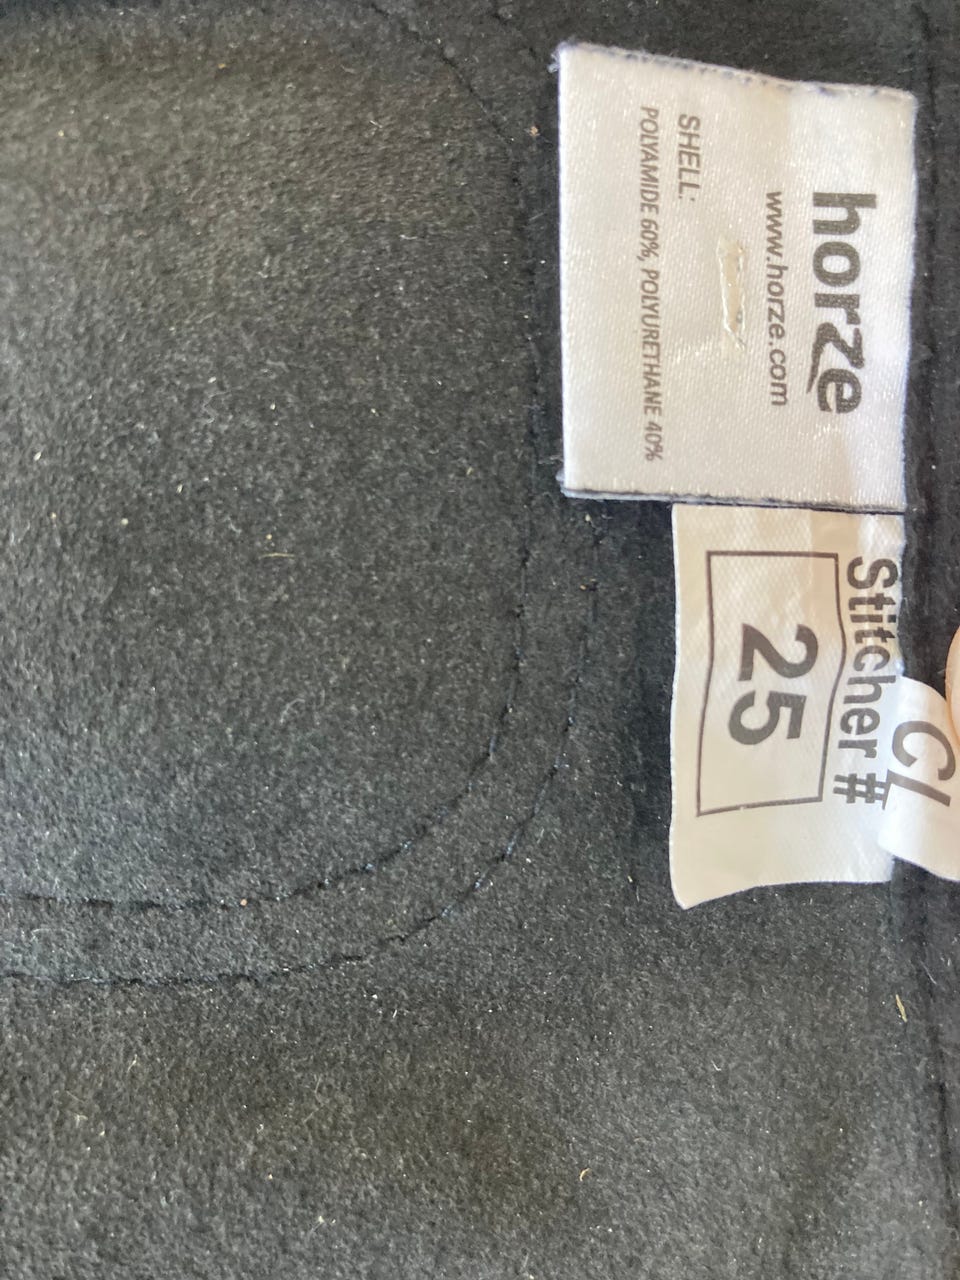 horze
www.horze.com
SHELL:
POLYAMIDE 60%, POLYURETHANE 40%
Stitcher #
25